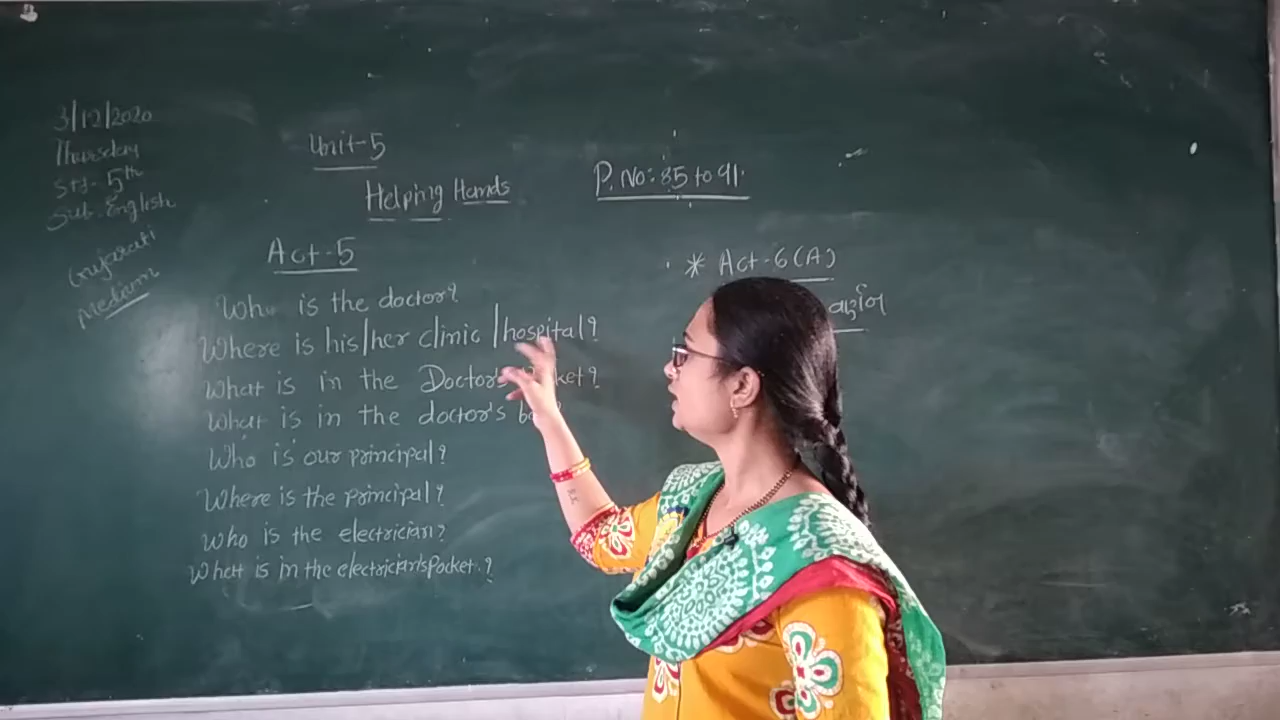 3/12/2020
Thursday
Std- 5th
Sub. English
Gujarati
Medium
Unit-5
Helping Hands
P. No: 85 to 91.
Act-5
Who is the doctor?
Where is his/her clinic /hospital?
What is in the Doctor's ket?
What is in the doctor's
Who is our principal?
Where is the principal?
Who is the electrician?
What is in the electrician's Pocket.?
* Act-6(A)